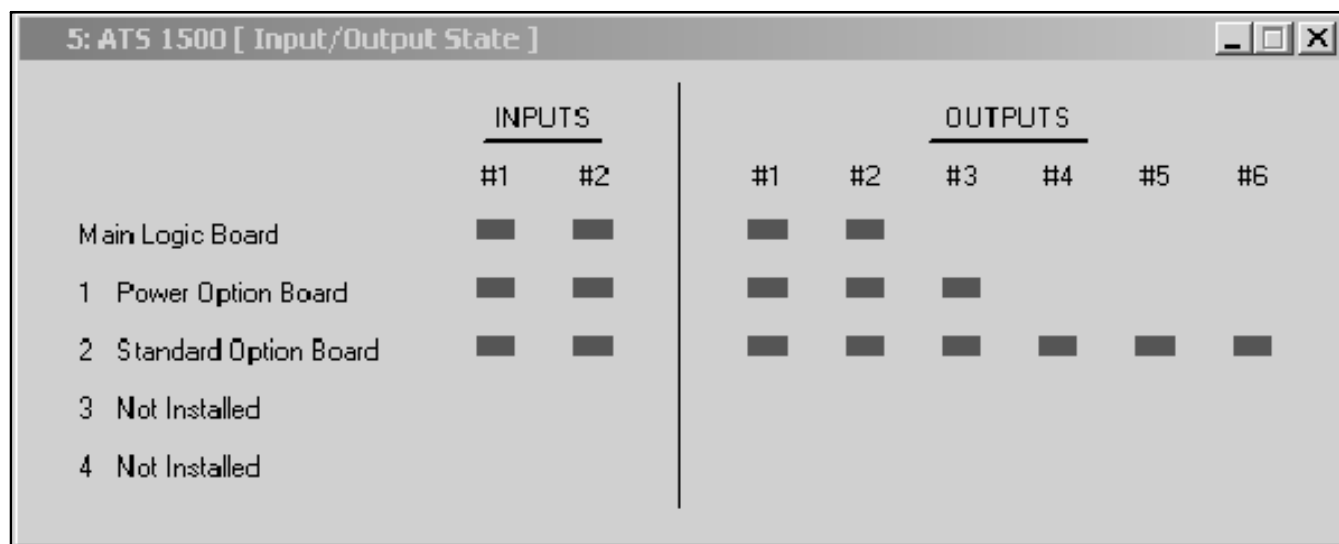 5: ATS 1500 [ Input/Output State ]
INPUTS OUTPUTS
#1 #2 #1 #2 #3 #4 #5 #6
Main Logic Board
1 Power Option Board
2 Standard Option Board
3 Not Installed
4 Not Installed